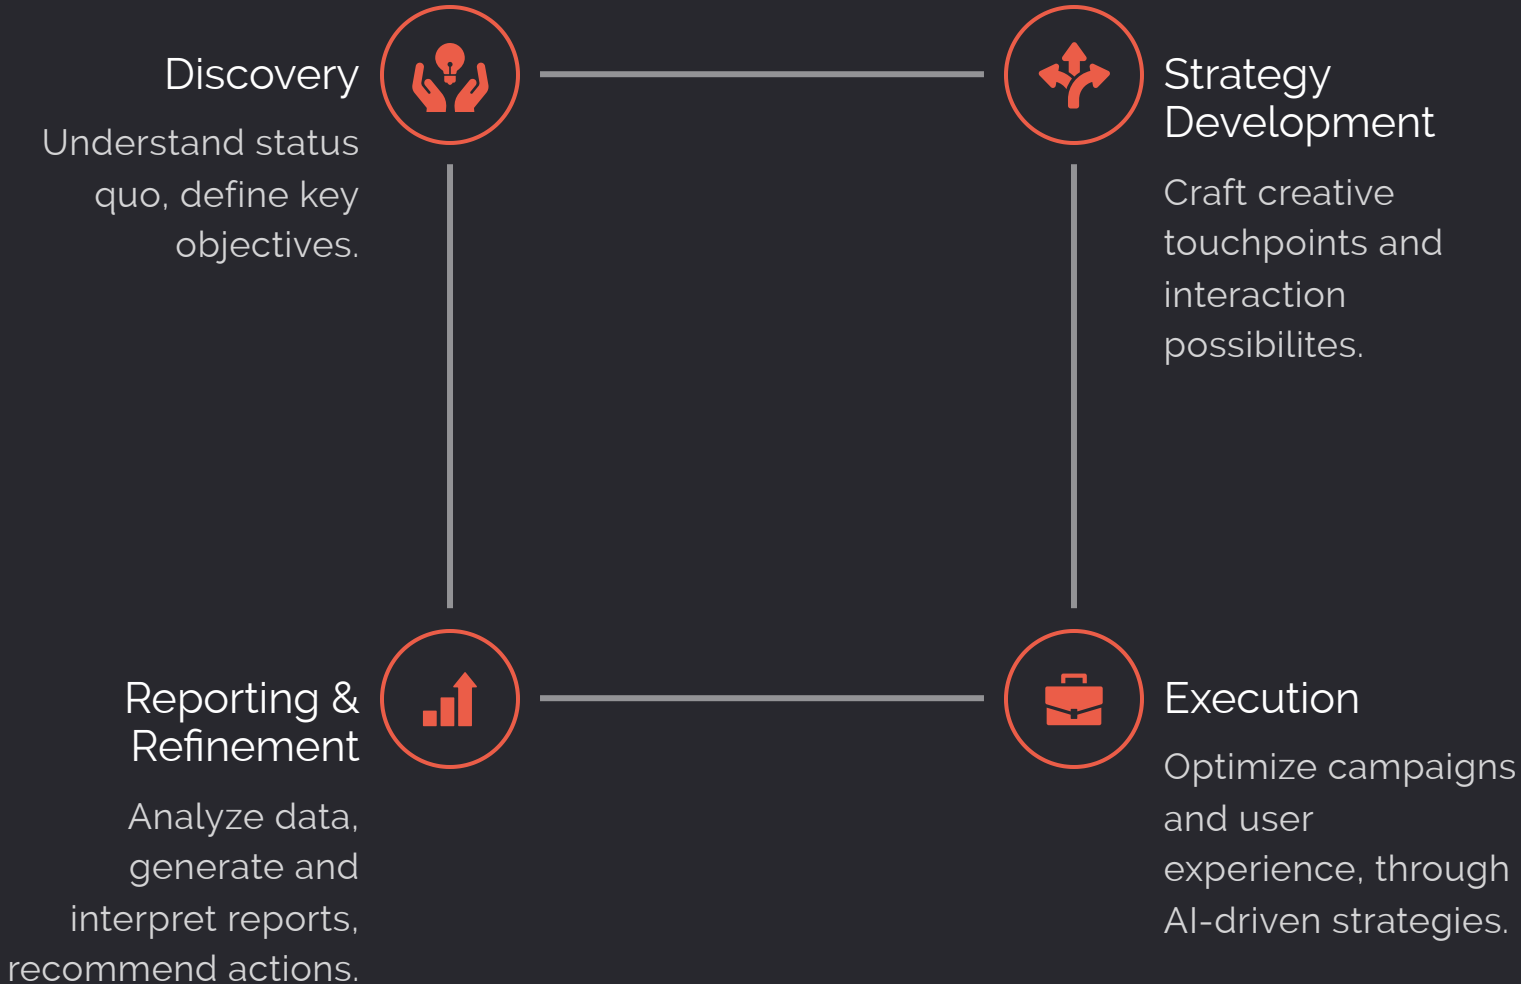 Discovery
Understand status
quo, define key
objectives.
Strategy
Development
Craft creative
touchpoints and
interaction
possibilites.
Reporting &
Refinement
Analyze data,
generate and
interpret reports,
recommend actions.
Execution
Optimize campaigns
and user
experience, through
AI-driven strategies.